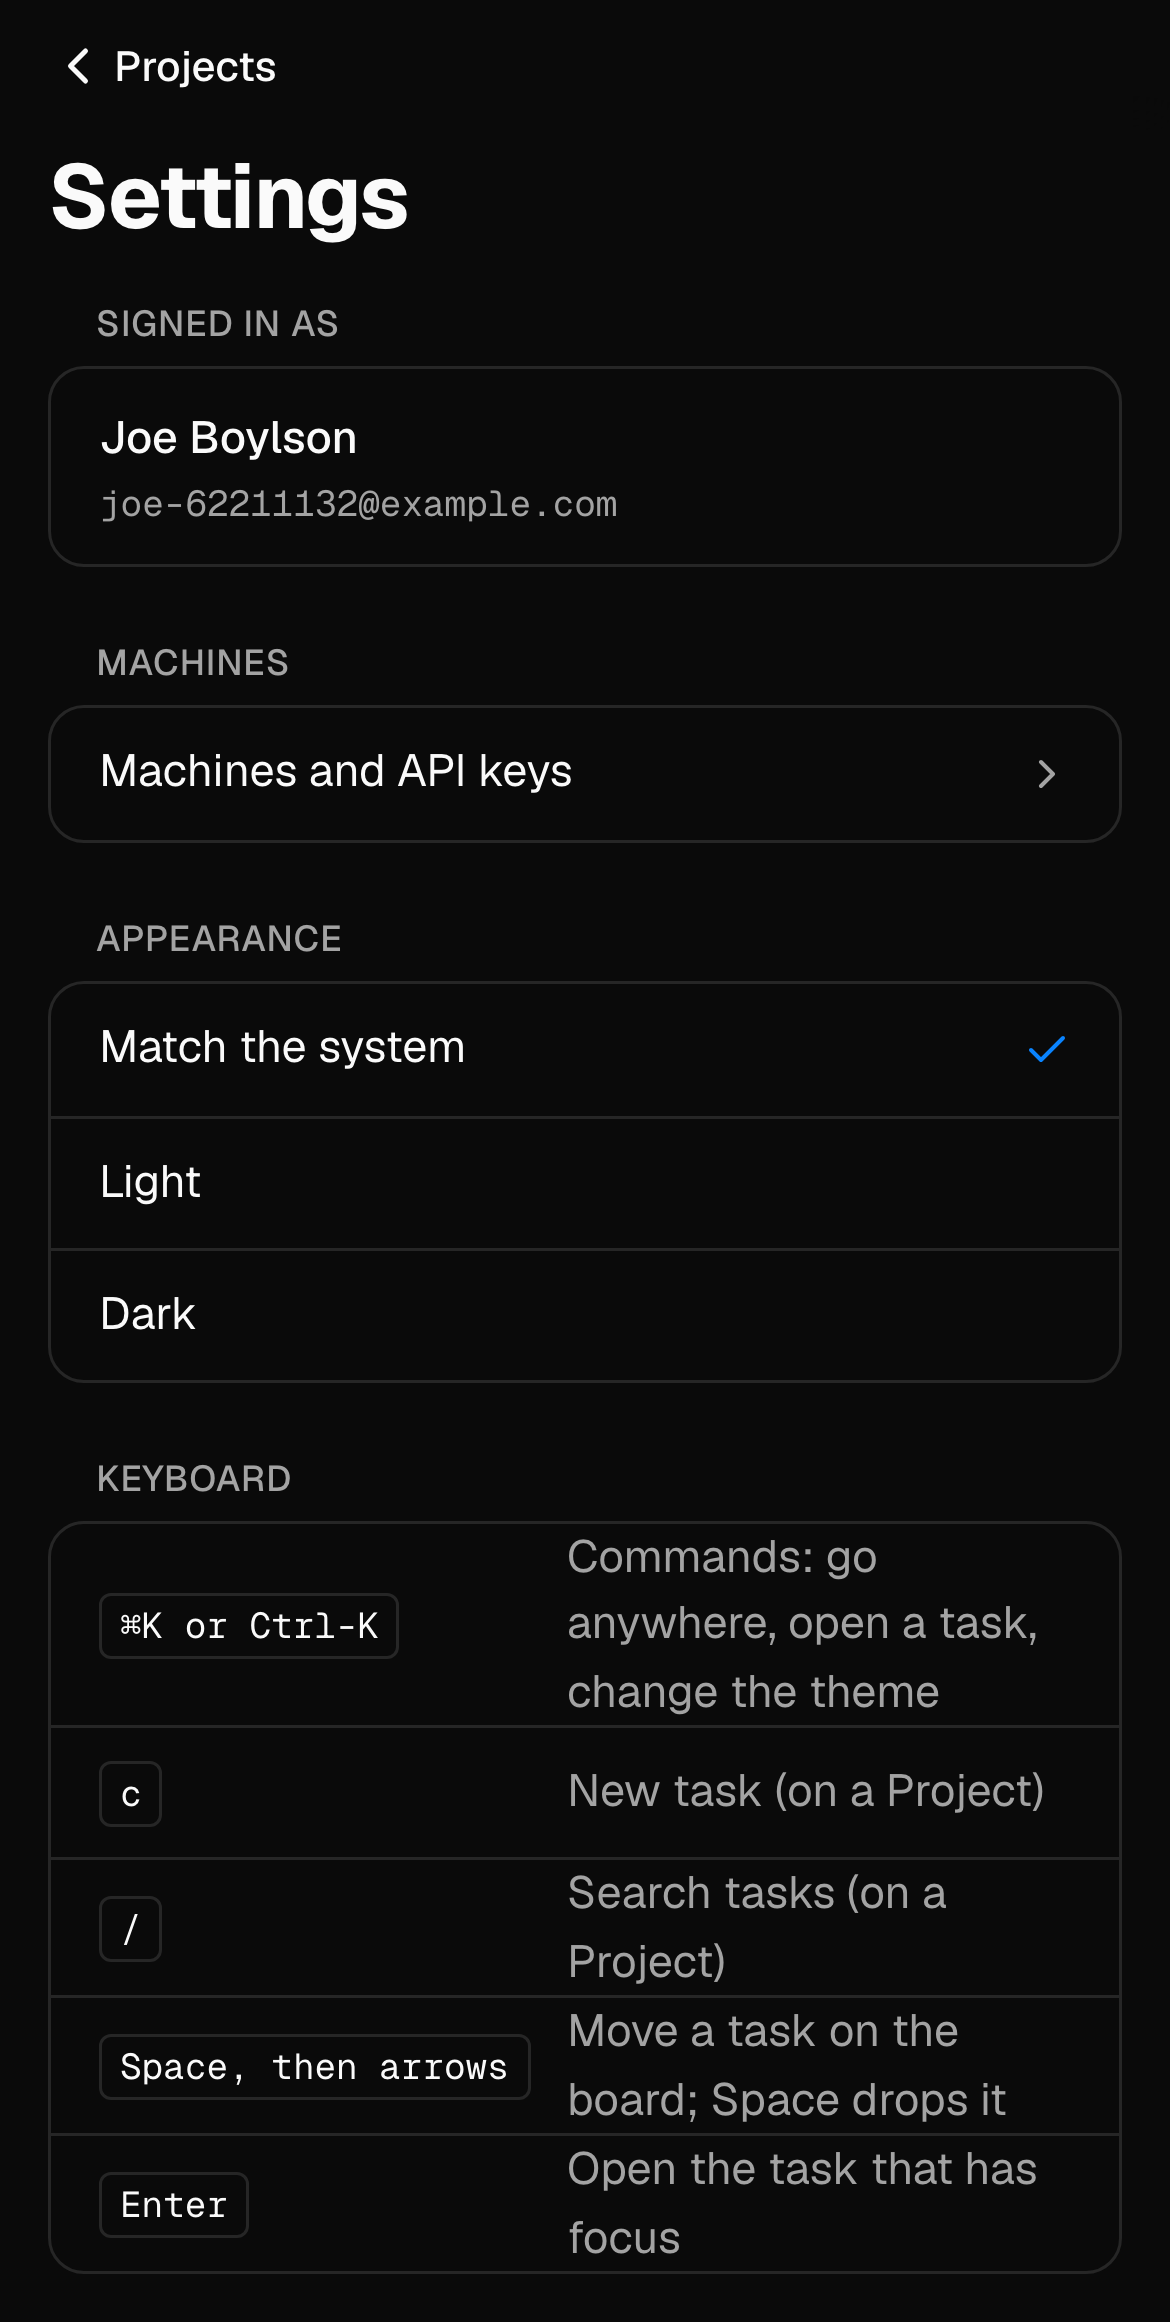 Projects
Settings
SIGNED IN AS
Joe Boylson
joe-62211132@example.com
MACHINES
Machines and API keys
APPEARANCE
Match the system
Light
Dark
KEYBOARD
⌘K or Ctrl-K
Commands: go
anywhere, open a task,
change the theme
c
New task (on a Project)
/
Search tasks (on a
Project)
Space, then arrows
Move a task on the
board; Space drops it
Enter
Open the task that has
focus